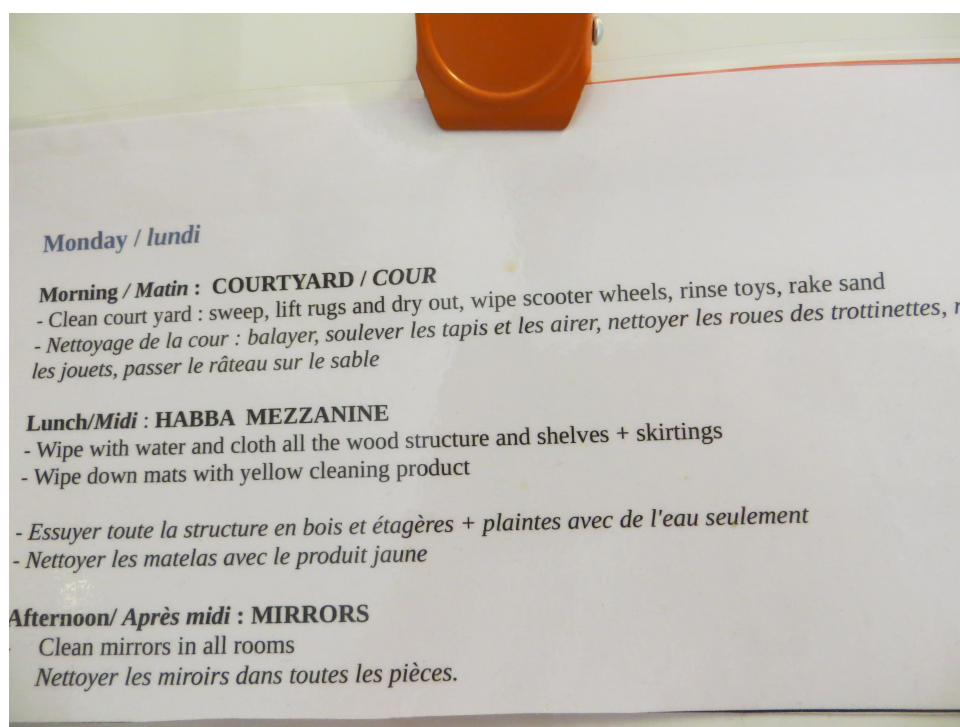 Monday / lundi
Morning / Matin : COURTYARD / COUR
- Clean court yard : sweep, lift rugs and dry out, wipe scooter wheels, rinse toys, rake sand
- Nettoyage de la cour : balayer, soulever les tapis et les airer, nettoyer les roues des trottinettes,
les jouets, passer le râteau sur le sable
Lunch/Midi : HABBA MEZZANINE
- Wipe with water and cloth all the wood structure and shelves + skirtings
- Wipe down mats with yellow cleaning product
- Essuyer toute la structure en bois et étagères + plaintes avec de l'eau seulement
- Nettoyer les matelas avec le produit jaune
Afternoon/ Après midi : MIRRORS
- Clean mirrors in all rooms
Nettoyer les miroirs dans toutes les pièces.